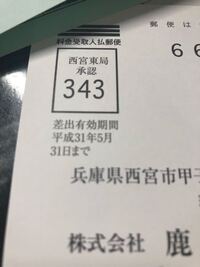 郵便は
料金受取人払郵便
西宮東局
承認
343
66
差出有効期間
平成31年5月
31日まで
兵庫県西宮市甲子
株式会社 鹿